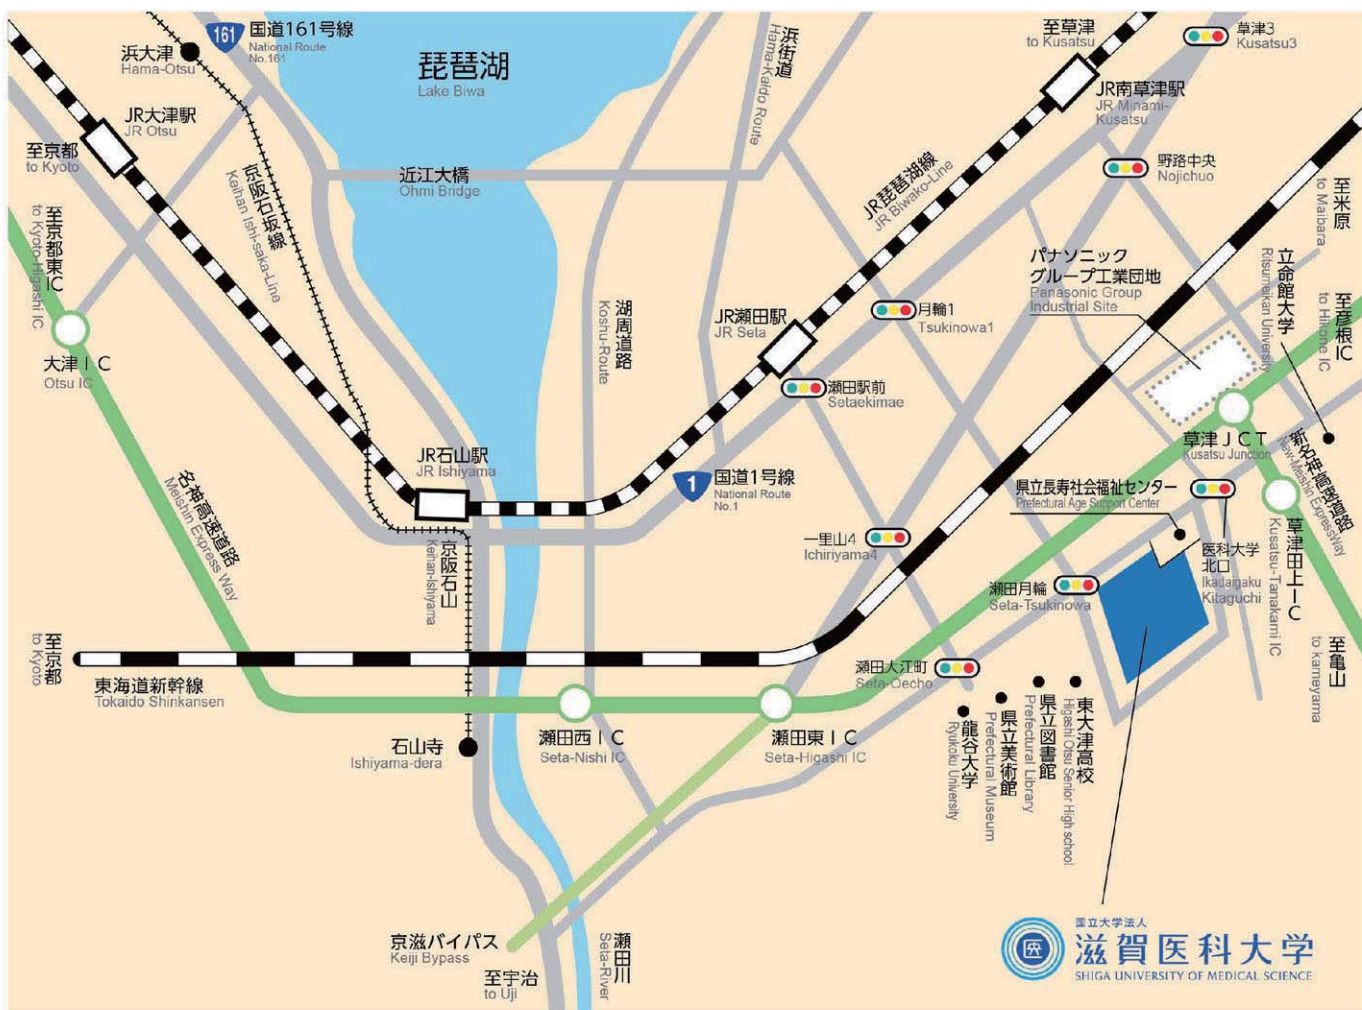 161
国道161号線
National Route
No.161
浜大津
Hama-Otsu
琵琶湖
Lake Biwa
浜街道
Hama-Kaido Route
至草津
to Kusatsu
草津3
Kusatsu3
JR大津駅
JR Otsu
至京都
to Kyoto
JR南草津駅
JR Minami-
Kusatsu
近江大橋
Ohmi Bridge
京阪石坂線
Keihan Ishi-saka-Line
JR琵琶湖線
JR Biwako-Line
野路中央
Nojichuo
至米原
to Maibara
至京都東IC
to Kyoto-Higashi IC
パナソニック
グループ工業団地
Panasonic Group
Industrial Site
立命館大学
Ritsumeikan University
至彦根IC
to Hikone IC
大津IC
Otsu IC
湖周道路
Koshu-Route
JR瀬田駅
JR Seta
月輪1
Tsukinowa1
瀬田駅前
Setaekimae
草津JCT
Kusatsu Junction
新名神高速道路
New-Meishin ExpressWay
JR石山駅
JR Ishiyama
1
国道1号線
National Route
No.1
県立長寿社会福祉センター
Prefectural Age Support Center
名神高速道路
Meishin Express Way
京阪石山
Keihan-Ishiyama
一里山4
Ichiriyama4
医科大学
北口
Ikadaigaku
Kitaguchi
草津田上IC
Kusatsu-Tanakami IC
瀬田月輪
Seta-Tsukinowa
至京都
to Kyoto
東海道新幹線
Tokaido Shinkansen
瀬田大江町
Seta-Oecho
至亀山
to kameyama
石山寺
Ishiyama-dera
瀬田西IC
Seta-Nishi IC
瀬田東IC
Seta-Higashi IC
龍谷大学
Ryukoku University
県立美術館
Prefectural Museum
県立図書館
Prefectural Library
東大津高校
Higashi Otsu Senior High school
京滋バイパス
Keiji Bypass
至宇治
to Uji
瀬田川
Seta-River
医
国立大学法人
滋賀医科大学
SHIGA UNIVERSITY OF MEDICAL SCIENCE